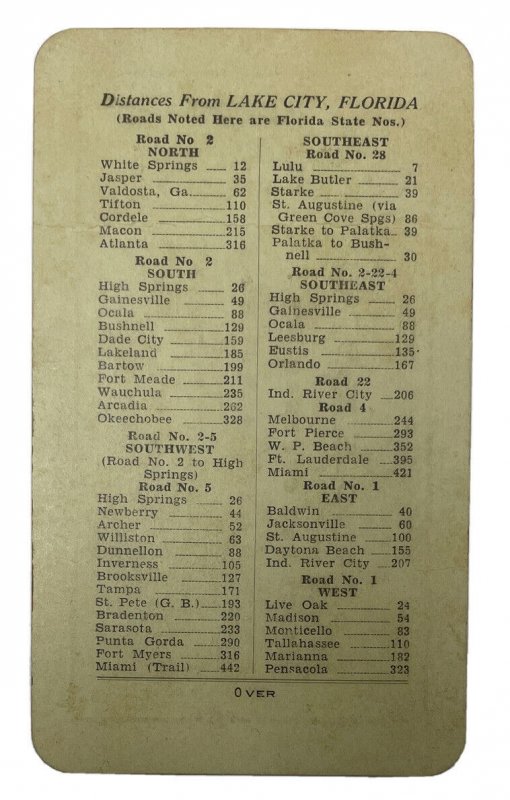 Distances From LAKE CITY, FLORIDA
(Roads Noted Here are Florida State Nos.)
Road No 2
NORTH
White Springs 12
Jasper 35
Valdosta, Ga. 62
Tifton 110
Cordele 158
Macon 215
Atlanta 316
Road No 2
SOUTH
High Springs 26
Gainesville 49
Ocala 88
Bushnell 129
Dade City 159
Lakeland 185
Bartow 199
Fort Meade 211
Wauchula 235
Arcadia 262
Okeechobee 328
Road No. 2-5
SOUTHWEST
(Road No. 2 to High
Springs)
Road No. 5
High Springs 26
Newberry 44
Archer 52
Williston 63
Dunnellon 88
Inverness 105
Brooksville 127
Tampa 171
St. Pete (G. B.) 193
Bradenton 220
Sarasota 233
Punta Gorda 290
Fort Myers 316
Miami (Trail) 442
SOUTHEAST
Road No. 28
Lulu 7
Lake Butler 21
Starke 39
St. Augustine (via
Green Cove Spgs) 86
Starke to Palatka 39
Palatka to Bush-
nell 30
Road No. 2-22-4
SOUTHEAST
High Springs 26
Gainesville 49
Ocala 88
Leesburg 129
Eustis 135
Orlando 167
Road 22
Ind. River City 206
Road 4
Melbourne 244
Fort Pierce 293
W. P. Beach 352
Ft. Lauderdale 395
Miami 421
Road No. 1
EAST
Baldwin 40
Jacksonville 60
St. Augustine 100
Daytona Beach 155
Ind. River City 207
Road No. 1
WEST
Live Oak 24
Madison 54
Monticello 83
Tallahassee 110
Marianna 182
Pensacola 323
OVER